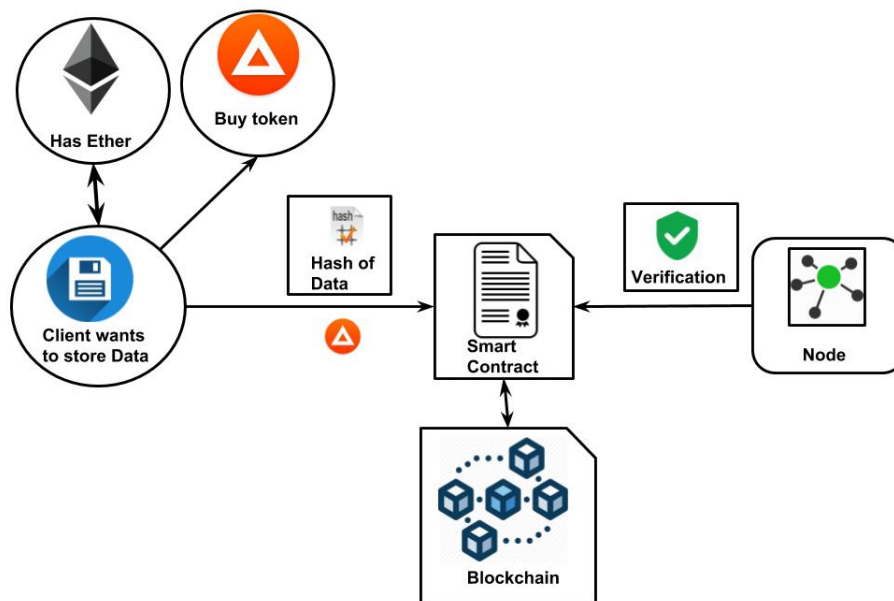 Has Ether
Buy token
hash
Hash of
Data
Verification
Client wants
to store Data
Smart
Contract
Node
Blockchain